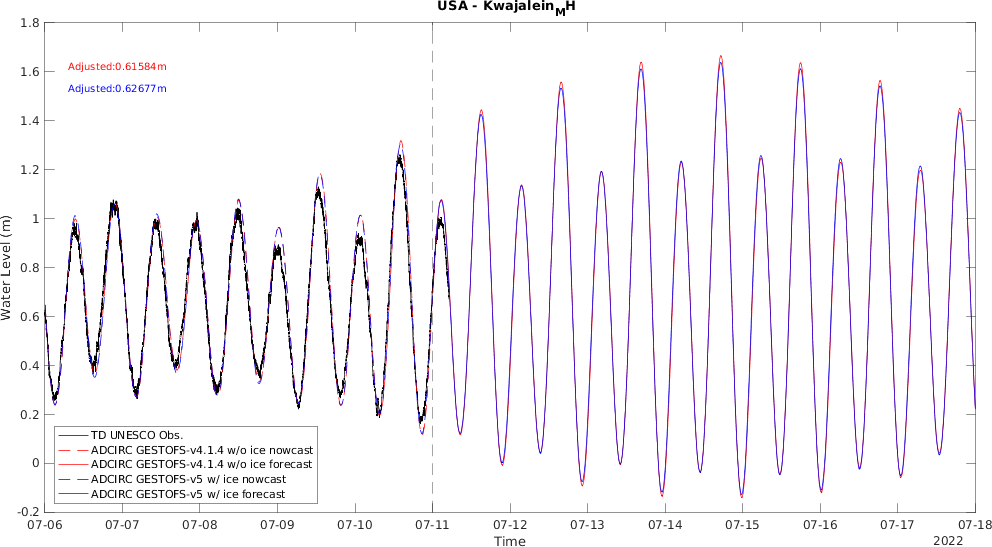 USA - Kwajalein_MH
1.8
1.6
1.4
1.2
1
0.8
0.6
0.4
0.2
0
-0.2
Water Level (m)
Adjusted:0.61584m
Adjusted:0.62677m
TD UNESCO Obs.
ADCIRC GESTOFS-v4.1.4 w/o ice nowcast
ADCIRC GESTOFS-v4.1.4 w/o ice forecast
ADCIRC GESTOFS-v5 w/ ice nowcast
ADCIRC GESTOFS-v5 w/ ice forecast
07-06 07-07 07-08 07-09 07-10 07-11 07-12 07-13 07-14 07-15 07-16 07-17 07-18
Time
2022